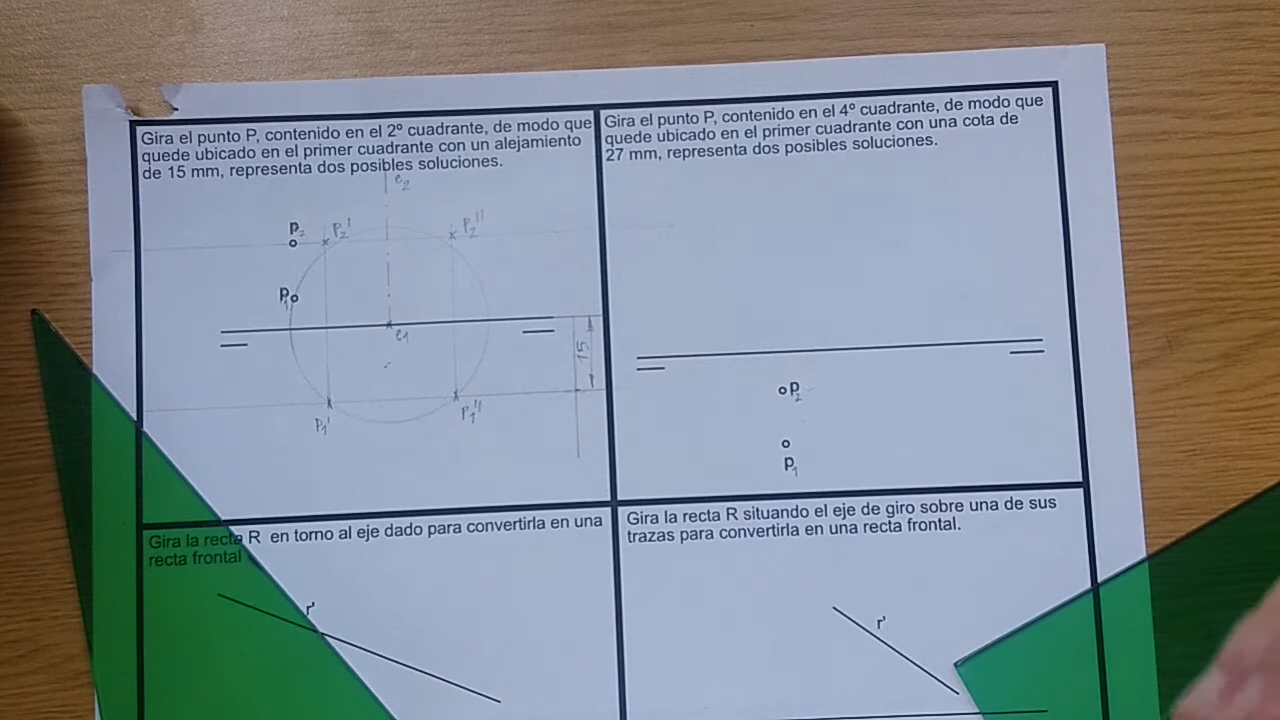 Gira el punto P, contenido en el 2º cuadrante, de modo que
quede ubicado en el primer cuadrante con un alejamiento
de 15 mm, representa dos posibles soluciones.
e2
P2
P2'
P2''
P1
e1
15
P1'
P1''
Gira el punto P, contenido en el 4º cuadrante, de modo que
quede ubicado en el primer cuadrante con una cota de
27 mm, representa dos posibles soluciones.
P2
P1
Gira la recta R en torno al eje dado para convertirla en una
recta frontal
r'
Gira la recta R situando el eje de giro sobre una de sus
trazas para convertirla en una recta frontal.
r'